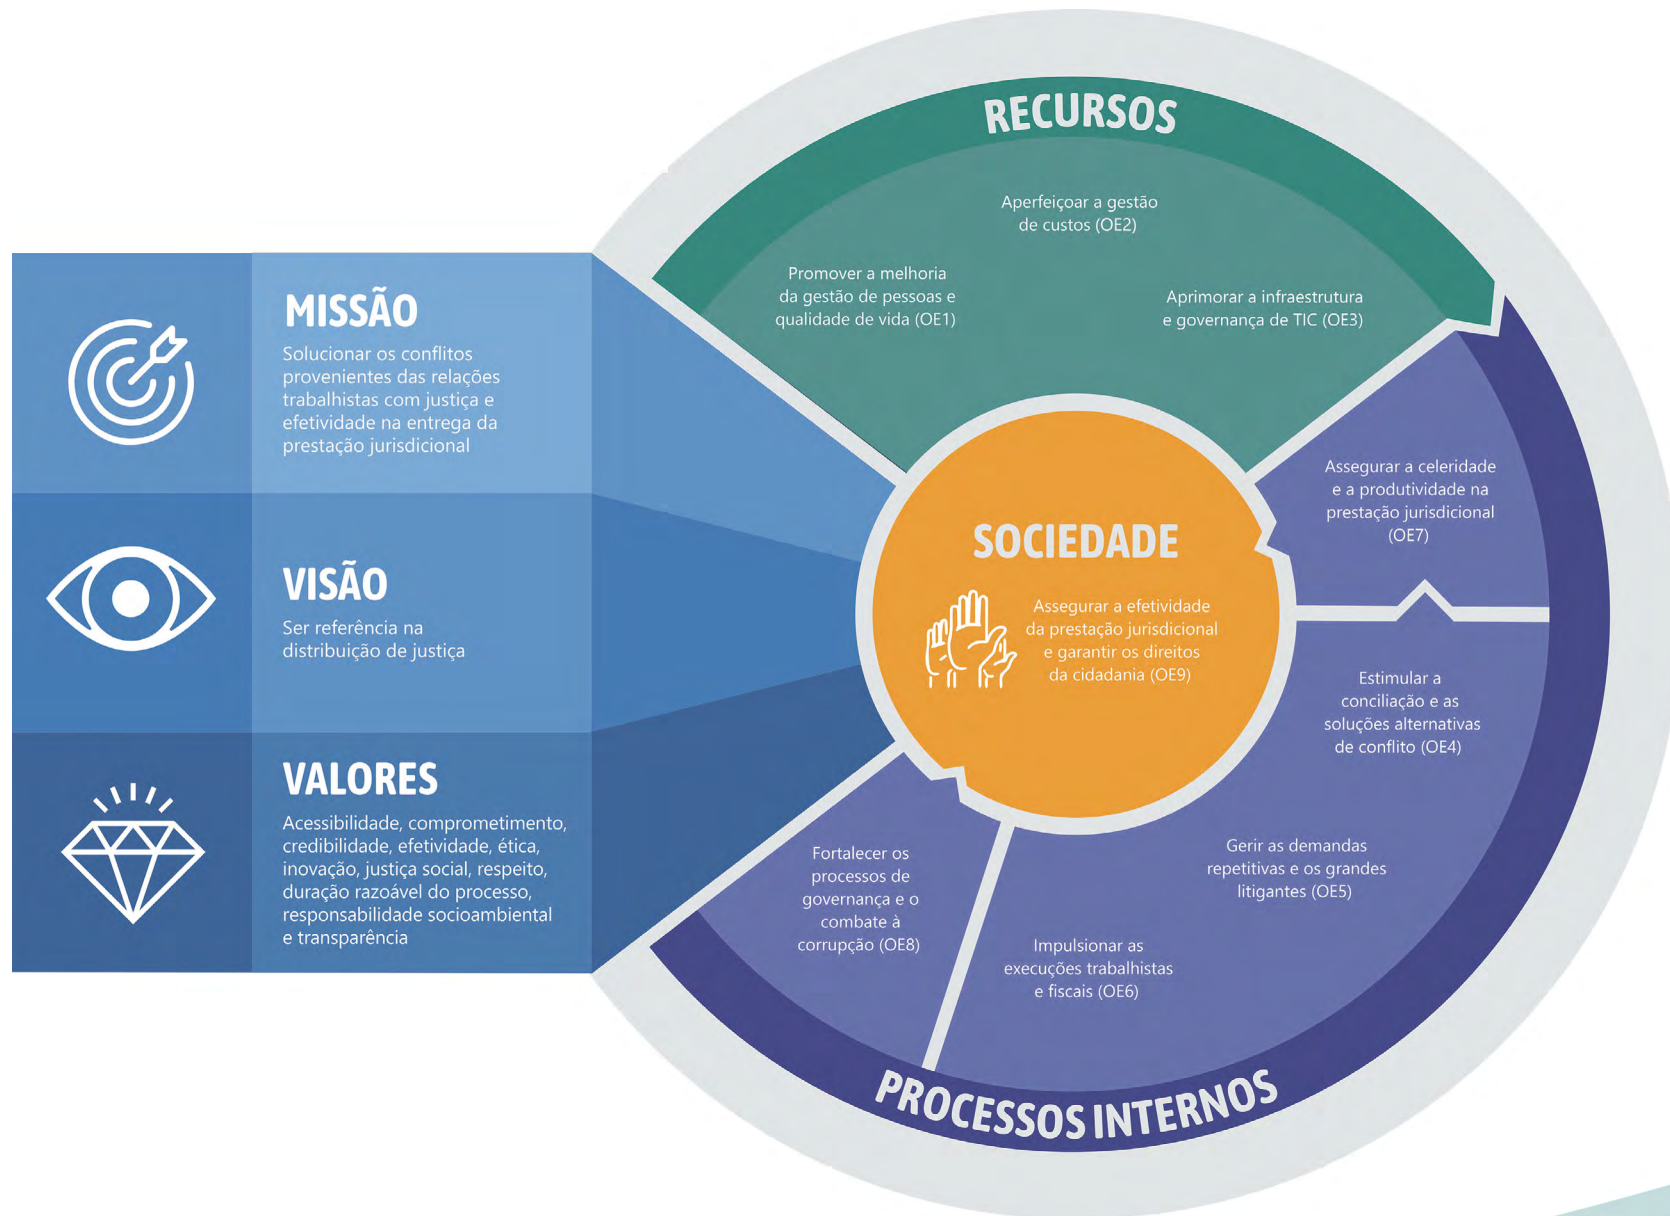 MISSÃO
Solucionar os conflitos
provenientes das relações
trabalhistas com justiça e
efetividade na entrega da
prestação jurisdicional
VISÃO
Ser referência na
distribuição de justiça
VALORES
Acessibilidade, comprometimento,
credibilidade, efetividade, ética,
inovação, justiça social, respeito,
duração razoável do processo,
responsabilidade socioambiental
e transparência
RECURSOS
Promover a melhoria
da gestão de pessoas e
qualidade de vida (OE1)
Aperfeiçoar a gestão
de custos (OE2)
Aprimorar a infraestrutura
e governança de TIC (OE3)
SOCIEDADE
Assegurar a efetividade
da prestação jurisdicional
e garantir os direitos
da cidadania (OE9)
Assegurar a celeridade
e a produtividade na
prestação jurisdicional
(OE7)
Estimular a
conciliação e as
soluções alternativas
de conflito (OE4)
Gerir as demandas
repetitivas e os grandes
litigantes (OE5)
Impulsionar as
execuções trabalhistas
e fiscais (OE6)
Fortalecer os
processos de
governança e o
combate à
corrupção (OE8)
PROCESSOS INTERNOS